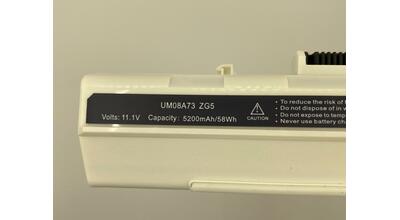 UM08A73 ZG5
Volts: 11.1V Capacity: 5200mAh/58Wh
CAUTION
- To reduce the risk of
- Do not dispose of in w
- Do not expose to temp
- Never use battery char